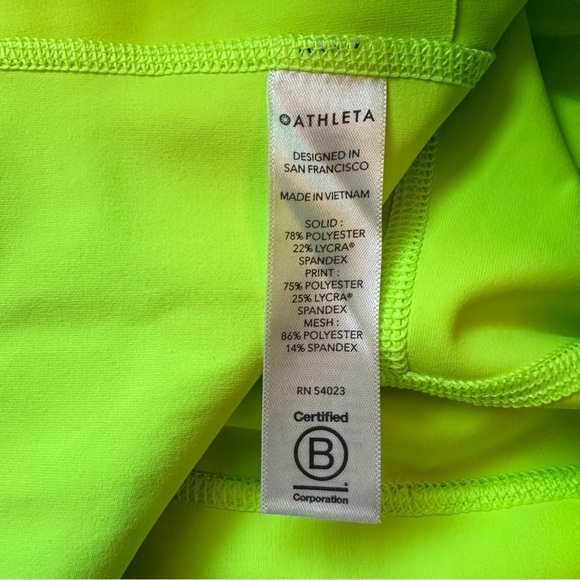 ATHLETA
DESIGNED IN
SAN FRANCISCO
MADE IN VIETNAM
SOLID :
78% POLYESTER
22% LYCRA®
SPANDEX
PRINT :
75% POLYESTER
25% LYCRA®
SPANDEX
MESH :
86% POLYESTER
14% SPANDEX
RN 54023
Certified
B
Corporation